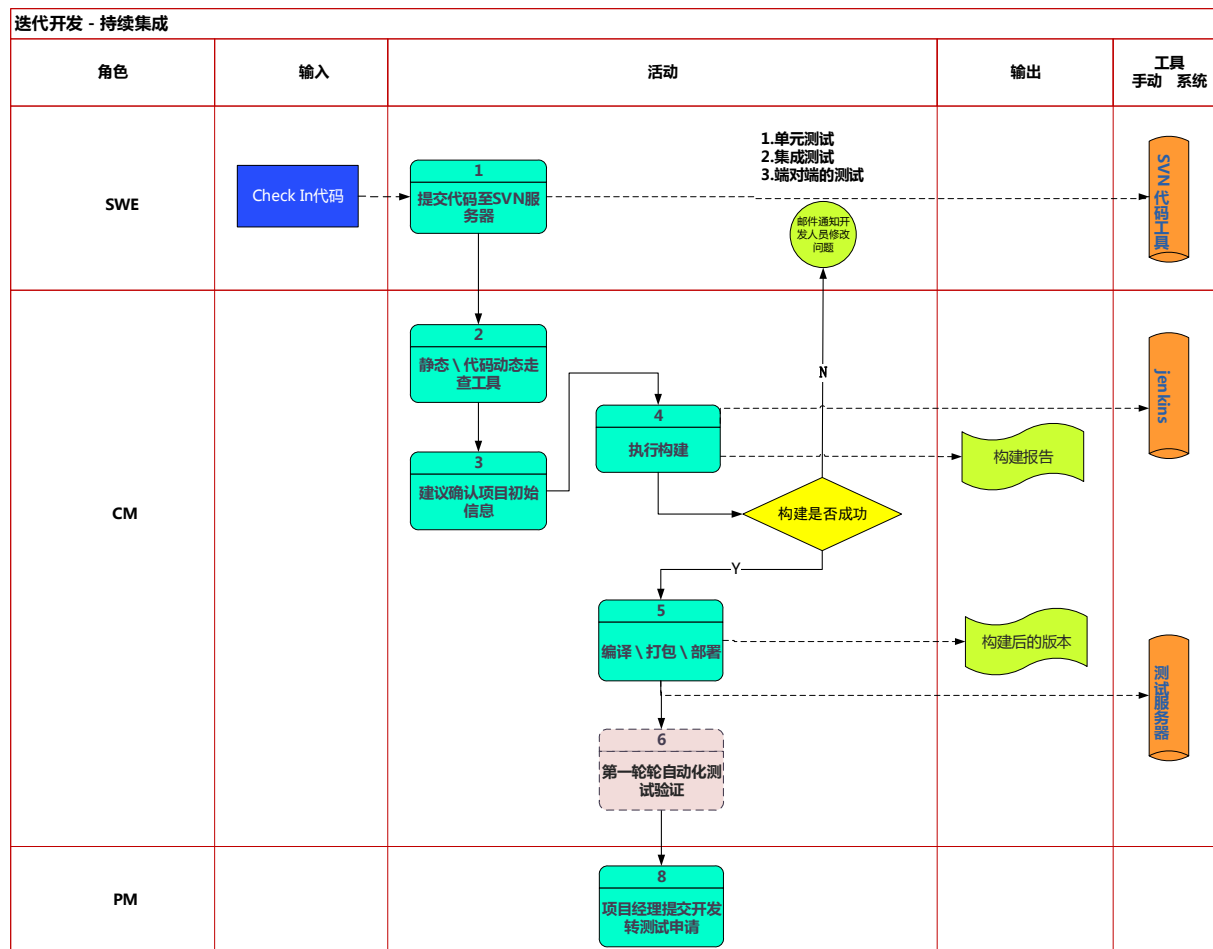 迭代开发 - 持续集成
角色
输入
活动
输出
工具
手动 系统
SWE
Check In代码
1
提交代码至SVN服
务器
1.单元测试
2.集成测试
3.端对端的测试
邮件通知开
发人员修改
问题
SVN 代码工具
CM
2
静态 \ 代码动态走
查工具
3
建议确认项目初始
信息
4
执行构建
N
jenkins
构建报告
构建是否成功
Y
5
编译 \ 打包 \ 部署
构建后的版本
测试服务器
6
第一轮轮自动化测
试验证
PM
8
项目经理提交开发
转测试申请